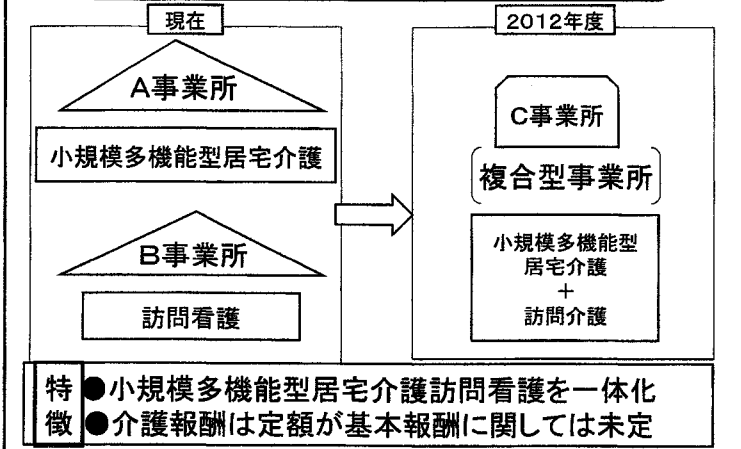 現在
A事業所
小規模多機能型居宅介護
B事業所
訪問看護
2012年度
C事業所
複合型事業所
小規模多機能型
居宅介護
+
訪問介護
特徴
●小規模多機能型居宅介護訪問看護を一体化
●介護報酬は定額が基本報酬に関しては未定